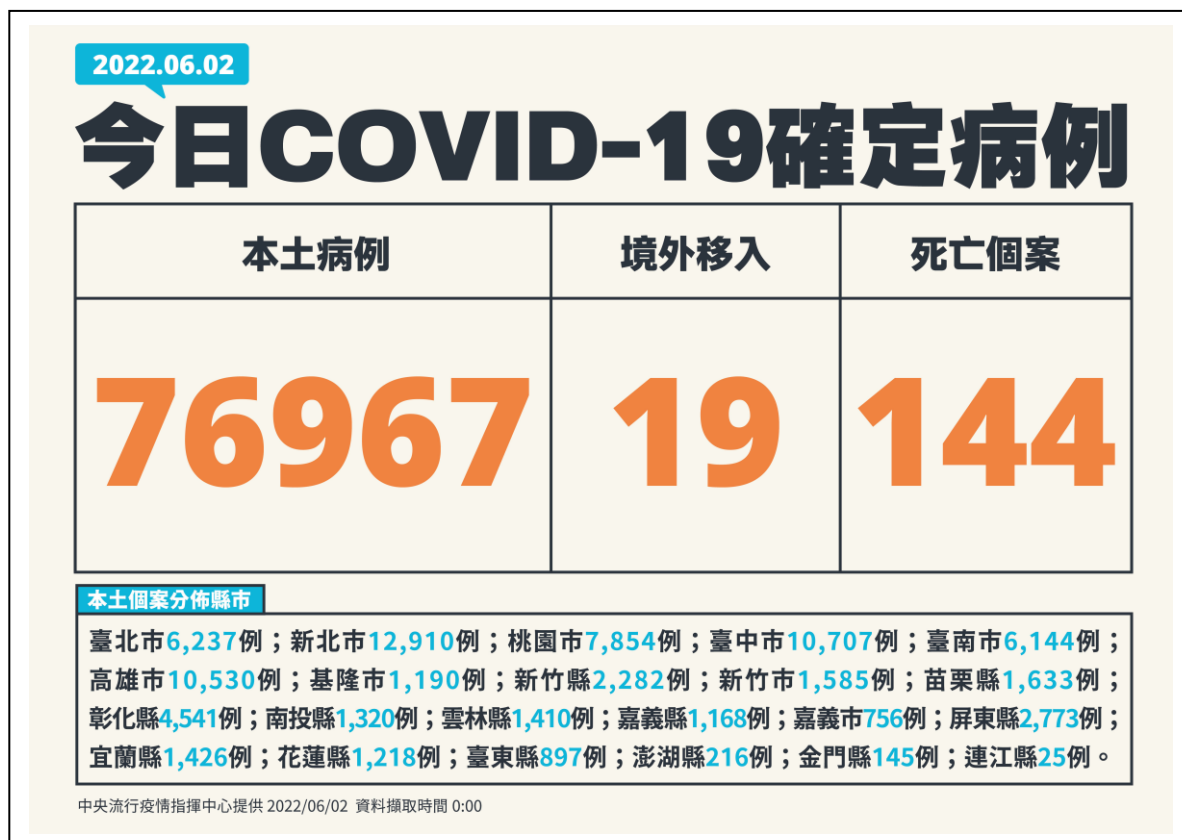 2022.06.02
今日COVID-19確定病例
本土病例
境外移入
死亡個案
76967
19
144
本土個案分佈縣市
臺北市6,237例；新北市12,910例；桃園市7,854例；臺中市10,707例；臺南市6,144例；
高雄市10,530例；基隆市1,190例；新竹縣2,282例；新竹市1,585例；苗栗縣1,633例；
彰化縣4,541例；南投縣1,320例；雲林縣1,410例；嘉義縣1,168例；嘉義市756例；屏東縣2,773例；
宜蘭縣1,426例；花蓮縣1,218例；臺東縣897例；澎湖縣216例；金門縣145例；連江縣25例。
中央流行疫情指揮中心提供 2022/06/02 資料擷取時間 0:00